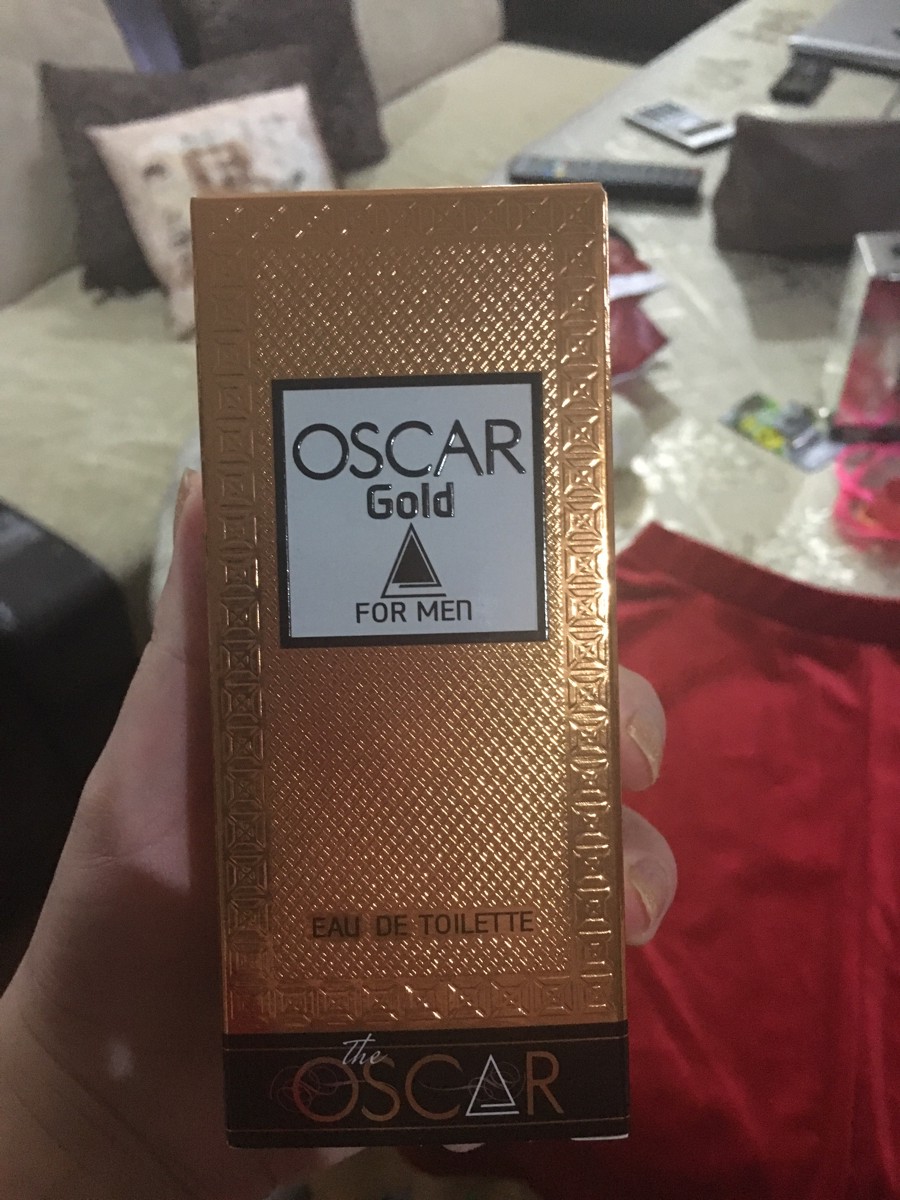 OSCAR
Gold
FOR MEN
EAU DE TOILETTE
the
OSCAR